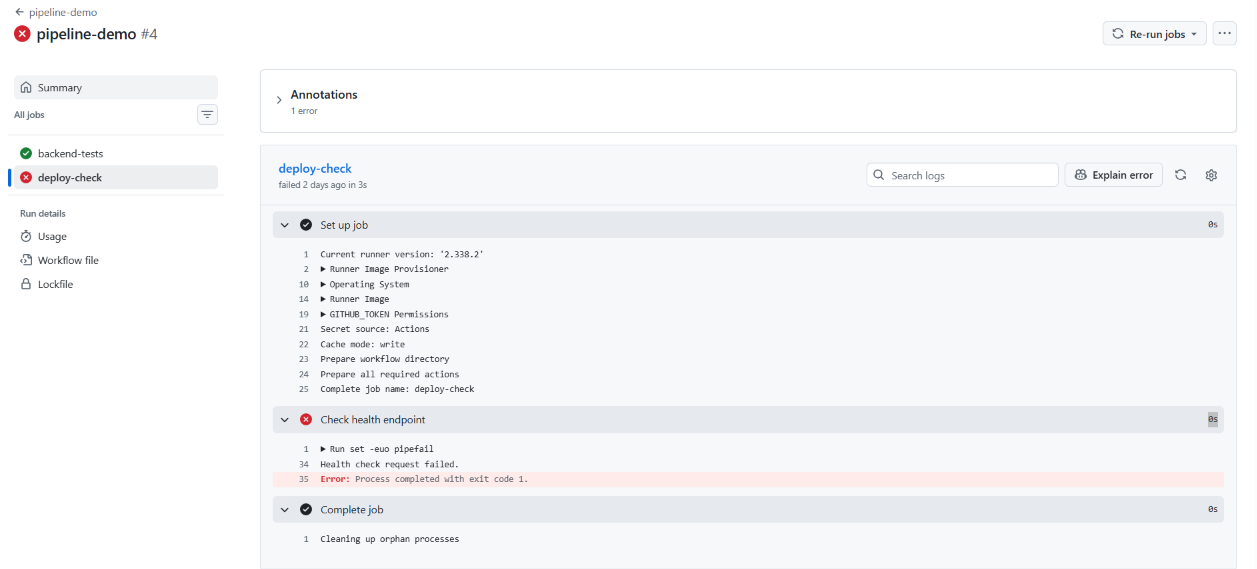 pipeline-demo
pipeline-demo #4
Re-run jobs
Summary
All jobs
backend-tests
deploy-check
Run details
Usage
Workflow file
Lockfile
Annotations
1 error
deploy-check
failed 2 days ago in 3s
Search logs
Explain error
Set up job 0s
1 Current runner version: '2.338.2'
2 Runner Image Provisioner
10 Operating System
14 Runner Image
19 GITHUB_TOKEN Permissions
21 Secret source: Actions
22 Cache mode: write
23 Prepare workflow directory
24 Prepare all required actions
25 Complete job name: deploy-check
Check health endpoint 0s
1 Run set -euo pipefail
34 Health check request failed.
35 Error: Process completed with exit code 1.
Complete job 0s
1 Cleaning up orphan processes